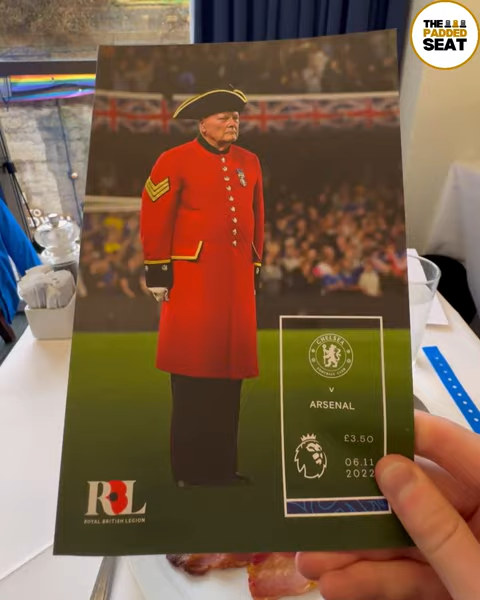 THE
PADDED
SEAT
CHELSEA
FOOTBALL CLUB
V
ARSENAL
£3.50
06.11
2022
RBL
ROYAL BRITISH LEGION